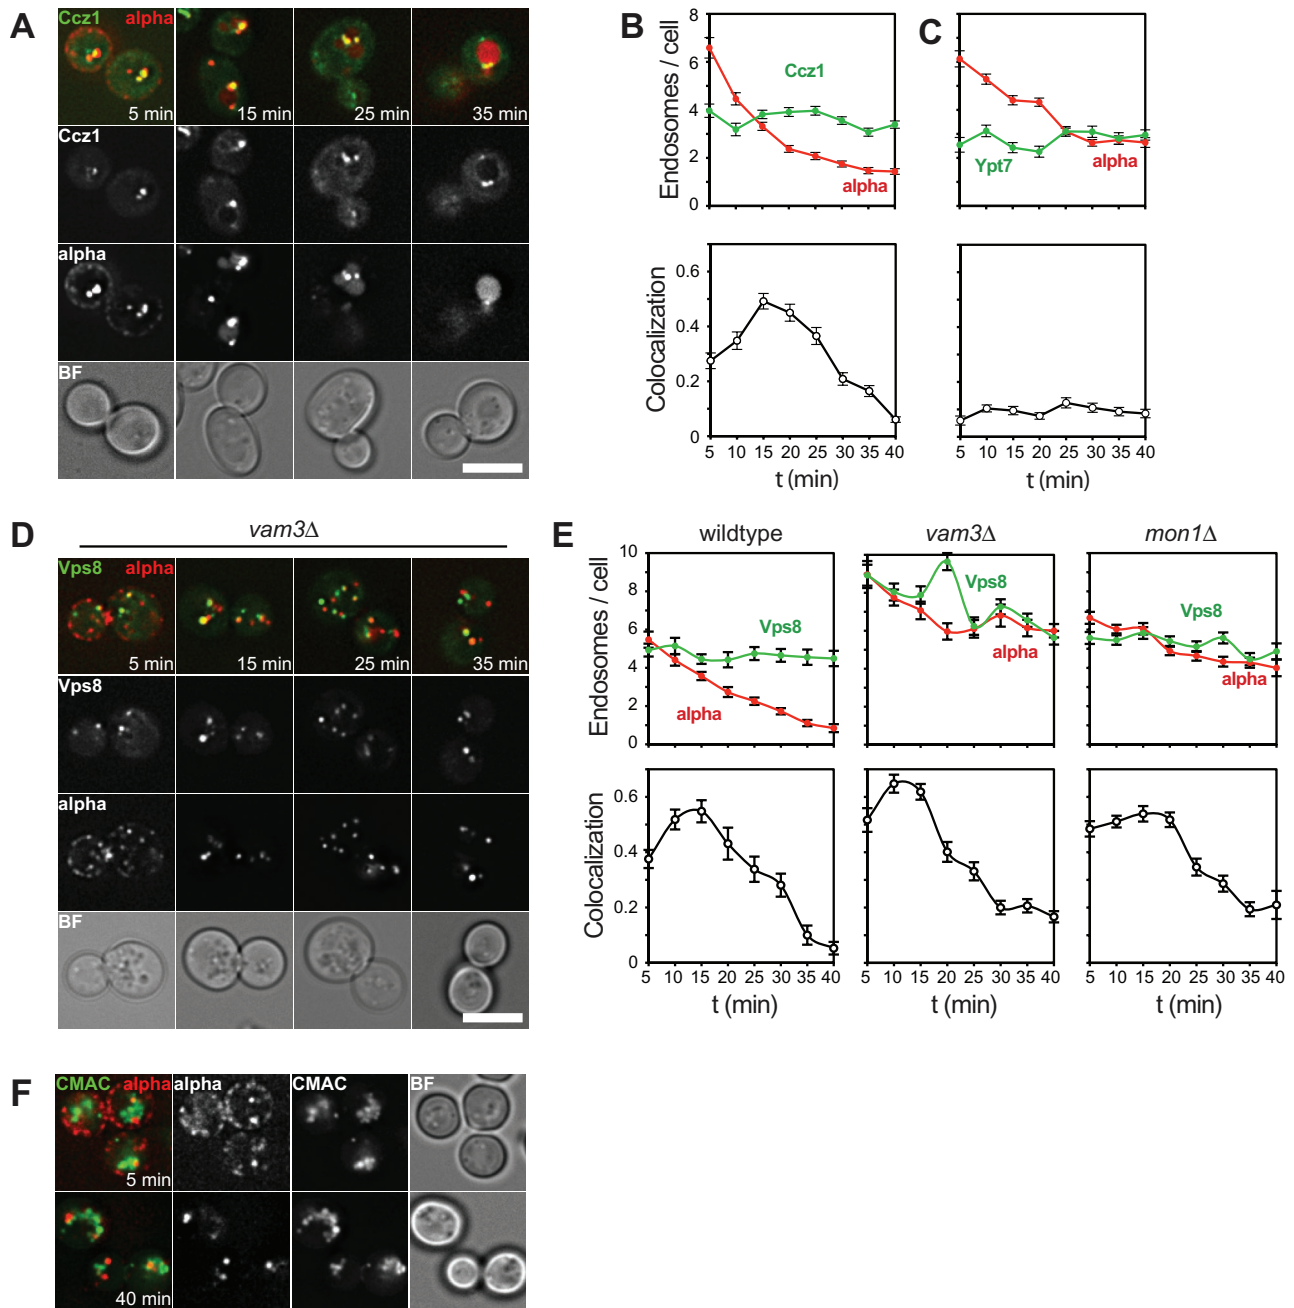 A
Ccz1 alpha
5 min
15 min
25 min
35 min
Ccz1
alpha
BF
B
Endosomes / cell
8
6
4
2
0
Ccz1
alpha
C
Ypt7
alpha
Colocalization
0.6
0.4
0.2
0
5 10 15 20 25 30 35 40
t (min)
5 10 15 20 25 30 35 40
t (min)
D
vam3Δ
Vps8 alpha
5 min
15 min
25 min
35 min
Vps8
alpha
BF
E
wildtype
vam3Δ
mon1Δ
Endosomes / cell
10
8
6
4
2
0
Vps8
alpha
Vps8
alpha
Vps8
alpha
Colocalization
0.6
0.4
0.2
0
5 10 15 20 25 30 35 40
t (min)
5 10 15 20 25 30 35 40
t (min)
5 10 15 20 25 30 35 40
t (min)
F
CMAC alpha
alpha
CMAC
BF
5 min
40 min